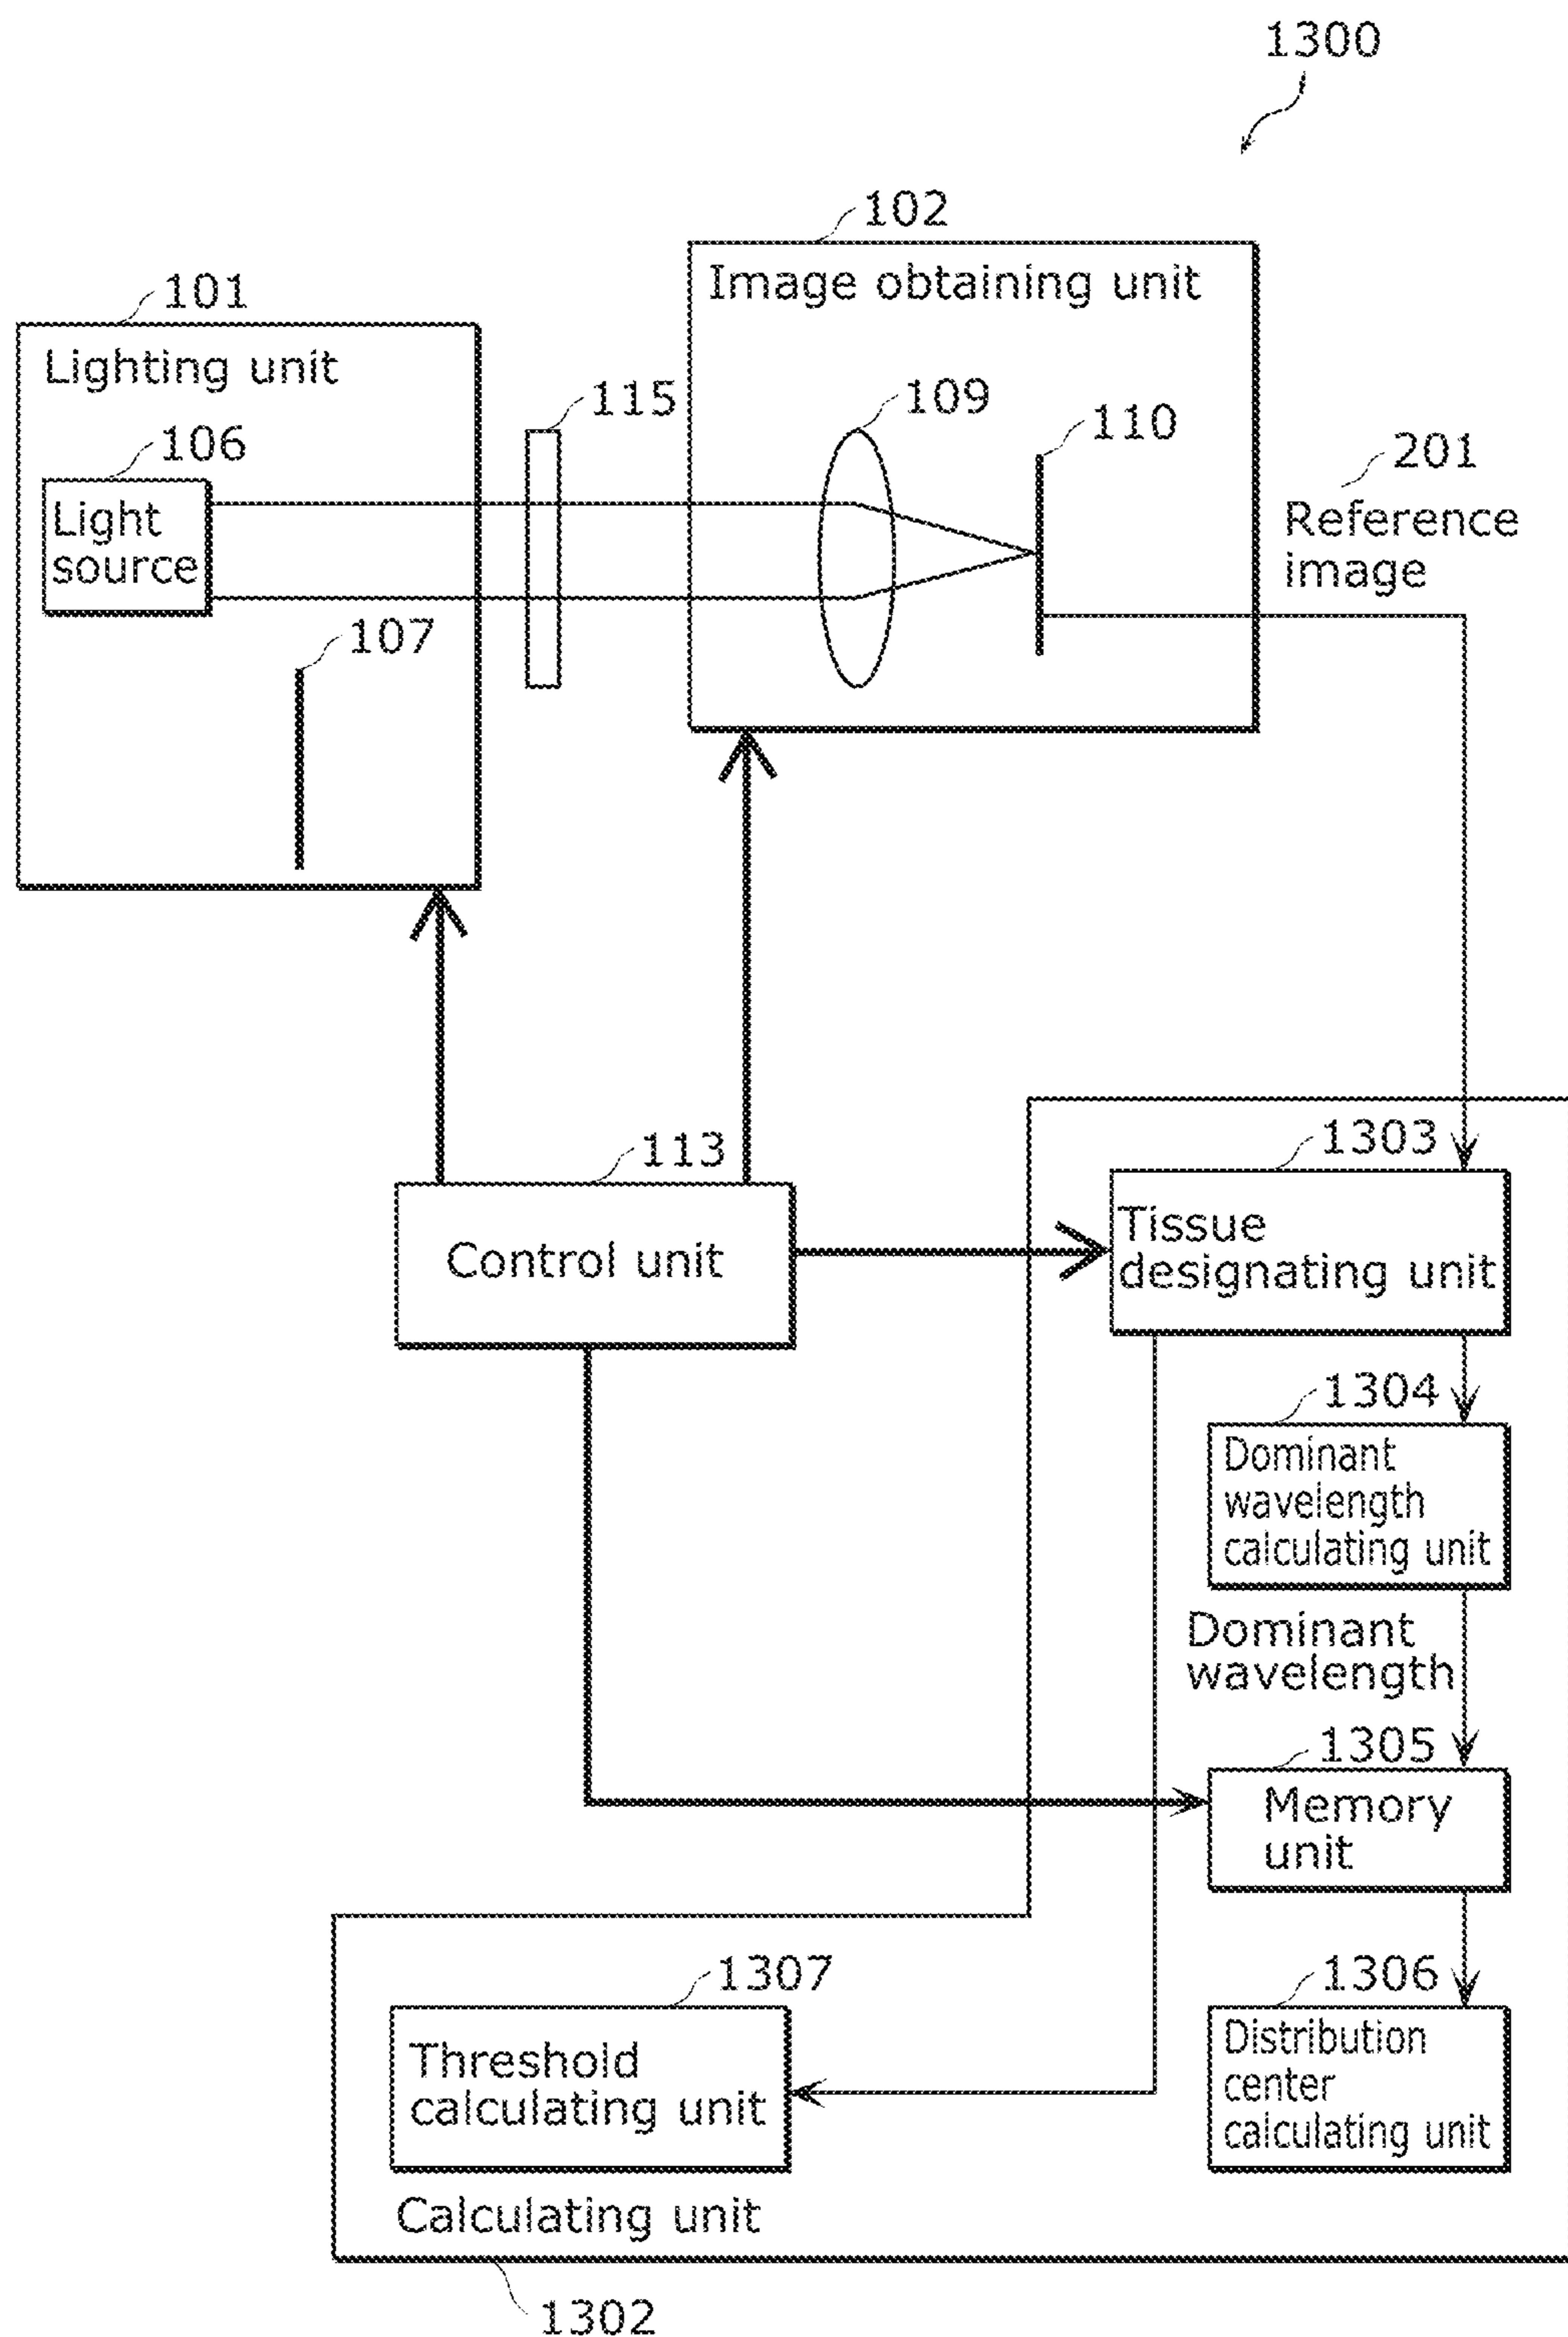 1300
102
Image obtaining unit
101
Lighting unit
115
109
110
106
Light
source
201
Reference
image
107
113
Control unit
1303
Tissue
designating unit
1304
Dominant
wavelength
calculating unit
Dominant
wavelength
1305
Memory
unit
1307
Threshold
calculating unit
1306
Distribution
center
calculating unit
Calculating unit
1302